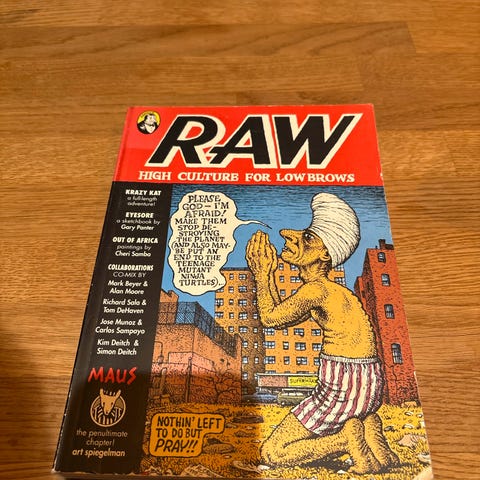 RAW
HIGH CULTURE FOR LOWBROWS
KRAZY KAT
a full-length
adventure!
EYESORE
a sketchbook by
Gary Panter
OUT OF AFRICA
paintings by
Cheri Samba
COLLABORATIONS
CO-MIX BY
Mark Beyer &
Alan Moore
Richard Sala &
Tom DeHaven
Jose Munoz &
Carlos Sampayo
Kim Deitch &
Simon Deitch
MAUS
the penultimate
chapter!
art spiegelman
PLEASE
GOD — I'M
AFRAID!
MAKE THEM
STOP DE-
STROYING
THE PLANET
(AND ALSO MAY-
BE PUT AN
END TO THE
TEENAGE
MUTANT
NINJA
TURTLES)...
NOTHIN' LEFT
TO DO BUT
PRAY!!